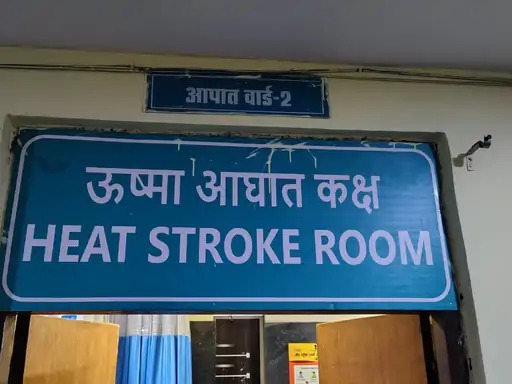 आपात वार्ड-2
ऊष्मा आघात कक्ष
HEAT STROKE ROOM